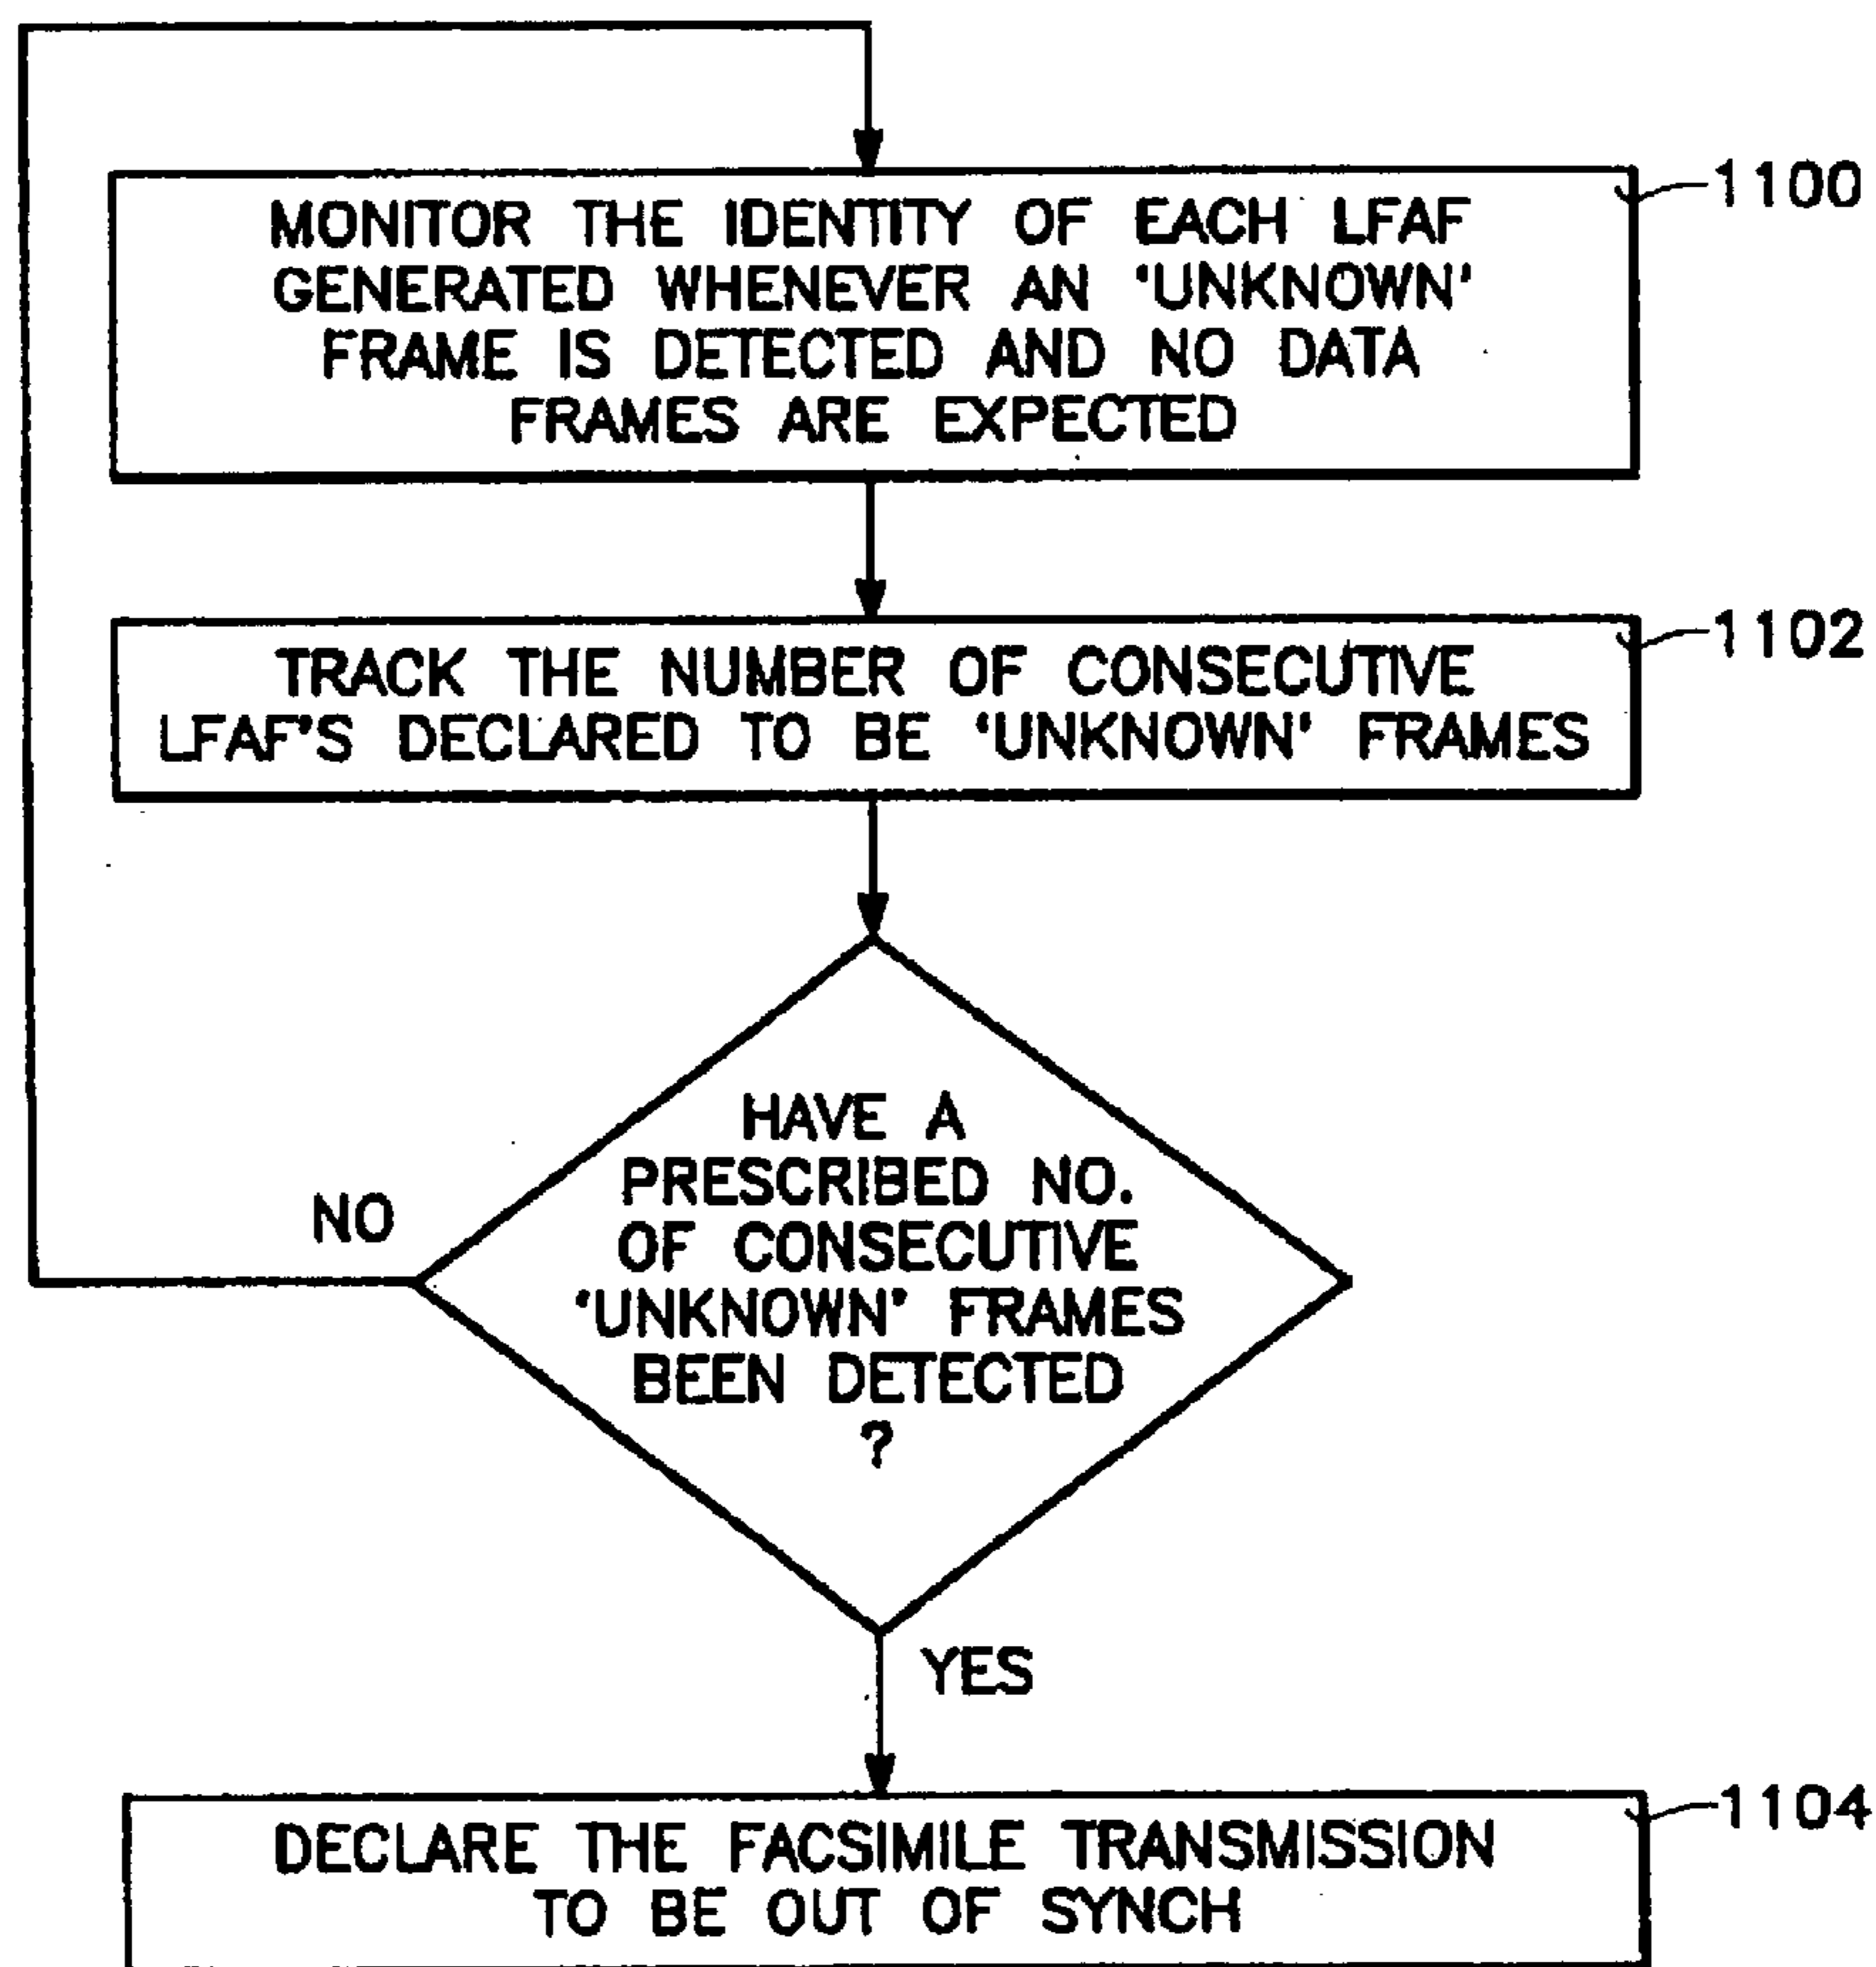 1100
MONITOR THE IDENTITY OF EACH LFAF
GENERATED WHENEVER AN 'UNKNOWN'
FRAME IS DETECTED AND NO DATA
FRAMES ARE EXPECTED
1102
TRACK THE NUMBER OF CONSECUTIVE
LFAF'S DECLARED TO BE 'UNKNOWN' FRAMES
HAVE A
PRESCRIBED NO.
OF CONSECUTIVE
'UNKNOWN' FRAMES
BEEN DETECTED
?
NO
YES
1104
DECLARE THE FACSIMILE TRANSMISSION
TO BE OUT OF SYNCH